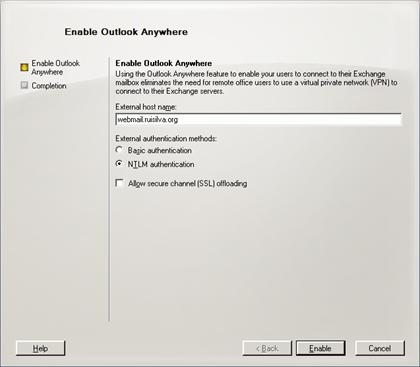 Enable Outlook Anywhere
Enable Outlook
Anywhere
Completion
Enable Outlook Anywhere
Using the Outlook Anywhere feature to enable your users to connect to their Exchange
mailbox eliminates the need for remote office users to use a virtual private network (VPN) to
connect to their Exchange servers.
External host name:
webmail.ruisilva.org
External authentication methods:
Basic authentication
NTLM authentication
Allow secure channel (SSL) offloading
Help
< Back
Enable
Cancel